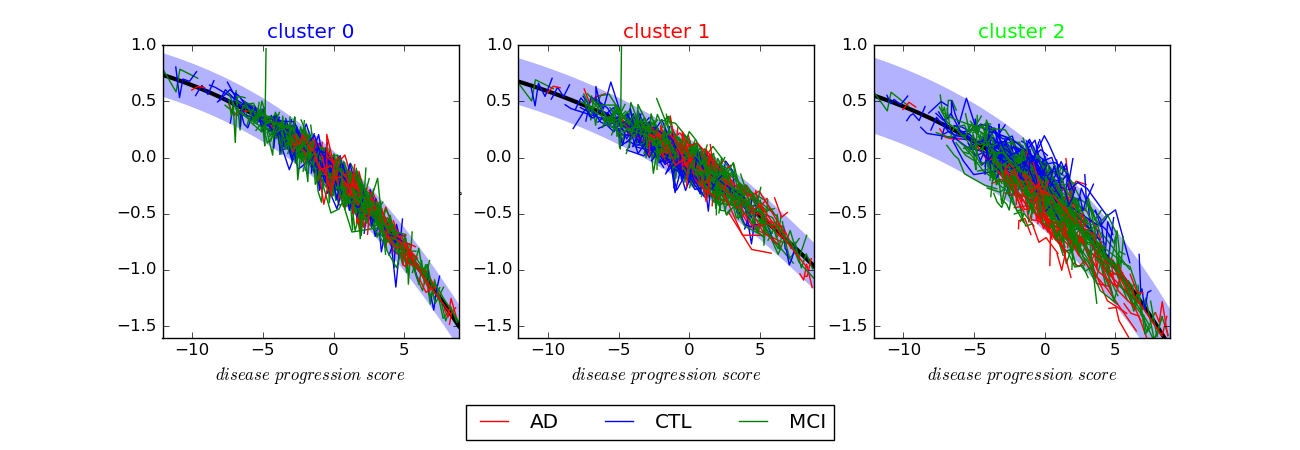 cluster 0 cluster 1 cluster 2
1.0 1.0 1.0
0.5 0.5 0.5
0.0 0.0 0.0
−0.5 −0.5 −0.5
−1.0 −1.0 −1.0
−1.5 −1.5 −1.5
−10 −5 0 5 −10 −5 0 5 −10 −5 0 5
disease progression score disease progression score disease progression score
AD CTL MCI